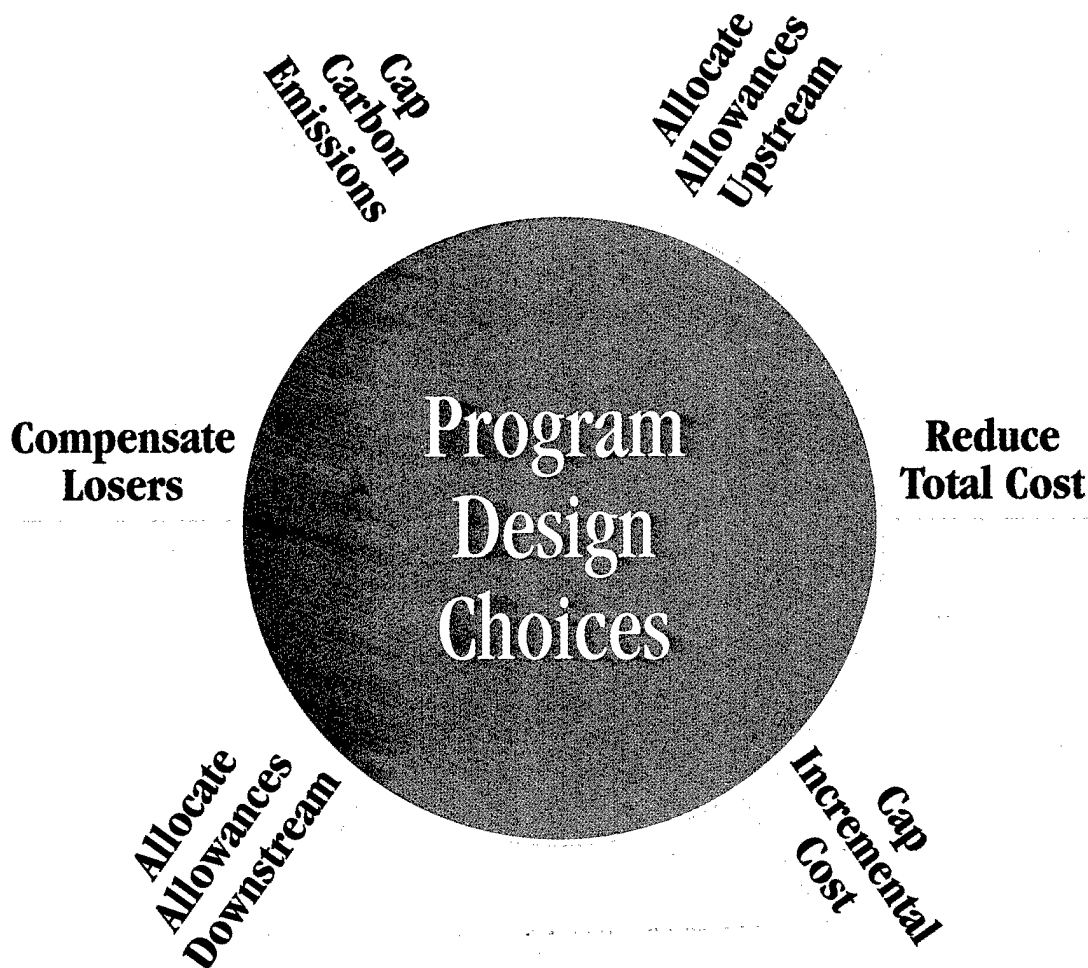 Cap
Carbon
Emissions
Allocate
Allowances
Upstream
Compensate
Losers
Program
Design
Choices
Reduce
Total Cost
Allocate
Allowances
Downstream
Cap
Incremental
Cost